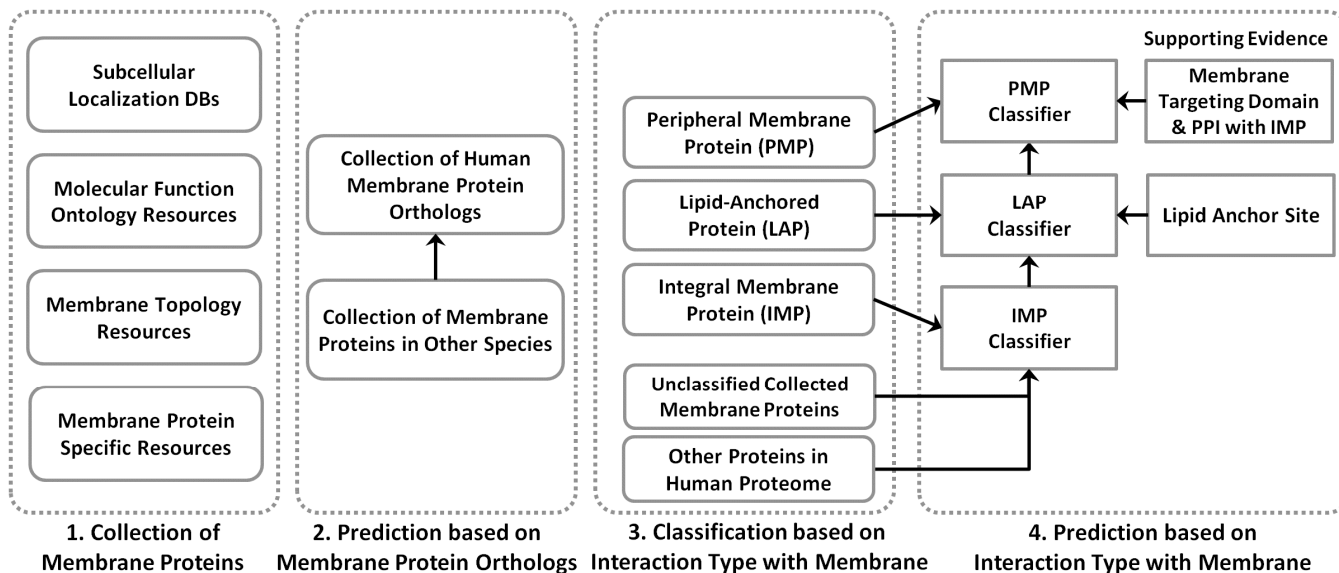 Subcellular
Localization DBs
Molecular Function
Ontology Resources
Membrane Topology
Resources
Membrane Protein
Specific Resources
1. Collection of
Membrane Proteins
Collection of Human
Membrane Protein
Orthologs
Collection of Membrane
Proteins in Other Species
2. Prediction based on
Membrane Protein Orthologs
Peripheral Membrane
Protein (PMP)
Lipid-Anchored
Protein (LAP)
Integral Membrane
Protein (IMP)
Unclassified Collected
Membrane Proteins
Other Proteins in
Human Proteome
3. Classification based on
Interaction Type with Membrane
Supporting Evidence
PMP
Classifier
Membrane
Targeting Domain
& PPI with IMP
LAP
Classifier
Lipid Anchor Site
IMP
Classifier
4. Prediction based on
Interaction Type with Membrane